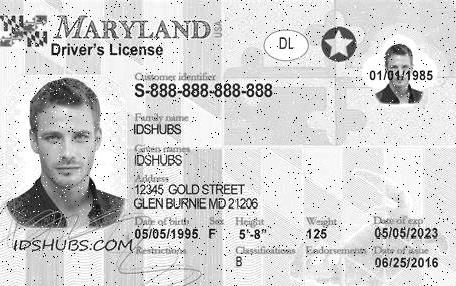 MARYLAND USA
Driver's License
DL
Customer identifier
S-888-888-888-888
01/01/1985
Family name
IDSHUBS
Given names
IDSHUBS
Address
12345 GOLD STREET
GLEN BURNIE MD 21206
Date of birth Sex Height Weight Date of exp
05/05/1995 F 5'-8" 125 05/05/2023
IDSHUBS.COM
Restrictions Classifications Endorsements Date of issue
B 06/25/2016